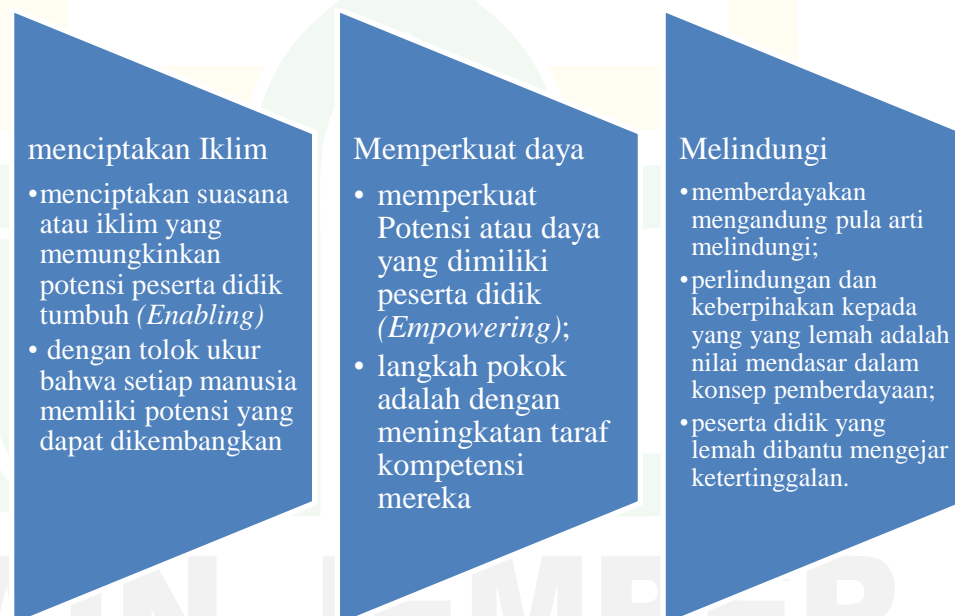 menciptakan Iklim
•menciptakan suasana
atau iklim yang
memungkinkan
potensi peserta didik
tumbuh (Enabling)
• dengan tolok ukur
bahwa setiap manusia
memliki potensi yang
dapat dikembangkan
Memperkuat daya
• memperkuat
Potensi atau daya
yang dimiliki
peserta didik
(Empowering);
• langkah pokok
adalah dengan
meningkatan taraf
kompetensi
mereka
Melindungi
•memberdayakan
mengandung pula arti
melindungi;
•perlindungan dan
keberpihakan kepada
yang yang lemah adalah
nilai mendasar dalam
konsep pemberdayaan;
•peserta didik yang
lemah dibantu mengejar
ketertinggalan.